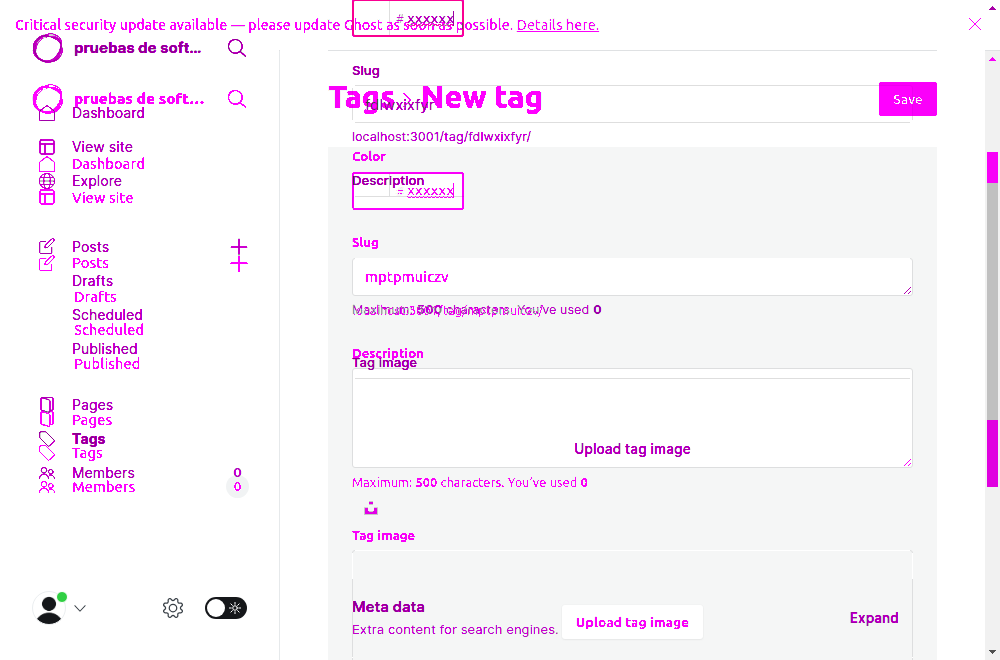 # xxxxxx
Critical security update available — please update Ghost as soon as possible. Details here.
pruebas de soft...
Slug
pruebas de soft...
Tags > New tag
fdlwxixfyr
Save
Dashboard
localhost:3001/tag/fdlwxixfyr/
View site
Color
Dashboard
Explore
Description
# xxxxxx
View site
Posts
Slug
Posts
Drafts
mptpmuiczv
Drafts
Maximum: 500 characters. You've used 0
localhost:3001/tag/mptpmuiczv/
Scheduled
Scheduled
Published
Description
Published
Tag image
Pages
Pages
Tags
Upload tag image
Tags
Members 0
Maximum: 500 characters. You've used 0
Members 0
Tag image
Meta data
Expand
Extra content for search engines.
Upload tag image